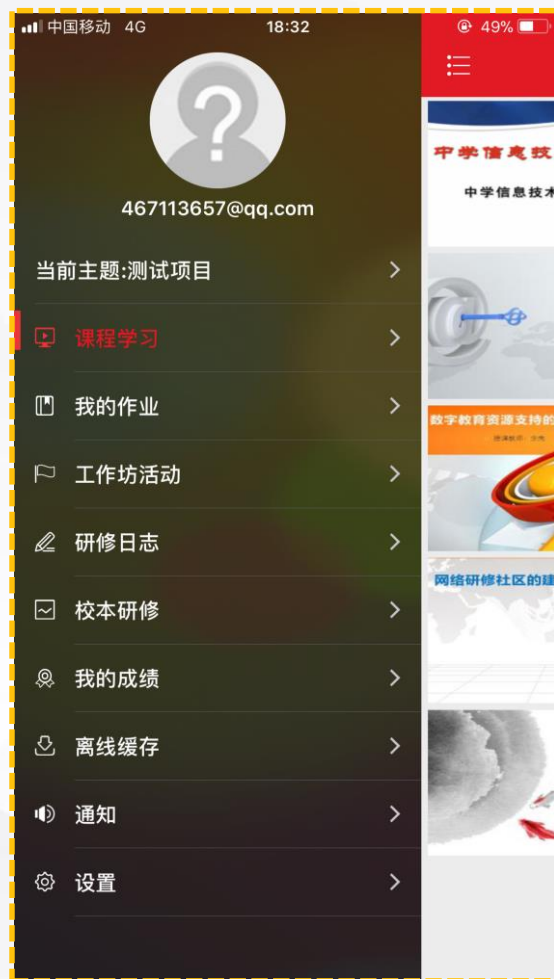 中国移动 4G 18:32 49%
467113657@qq.com
当前主题:测试项目
课程学习
我的作业
工作坊活动
研修日志
校本研修
我的成绩
离线缓存
通知
设置
中学信息技
中学信息技术
数字教育资源支持的
网络研修社区的建